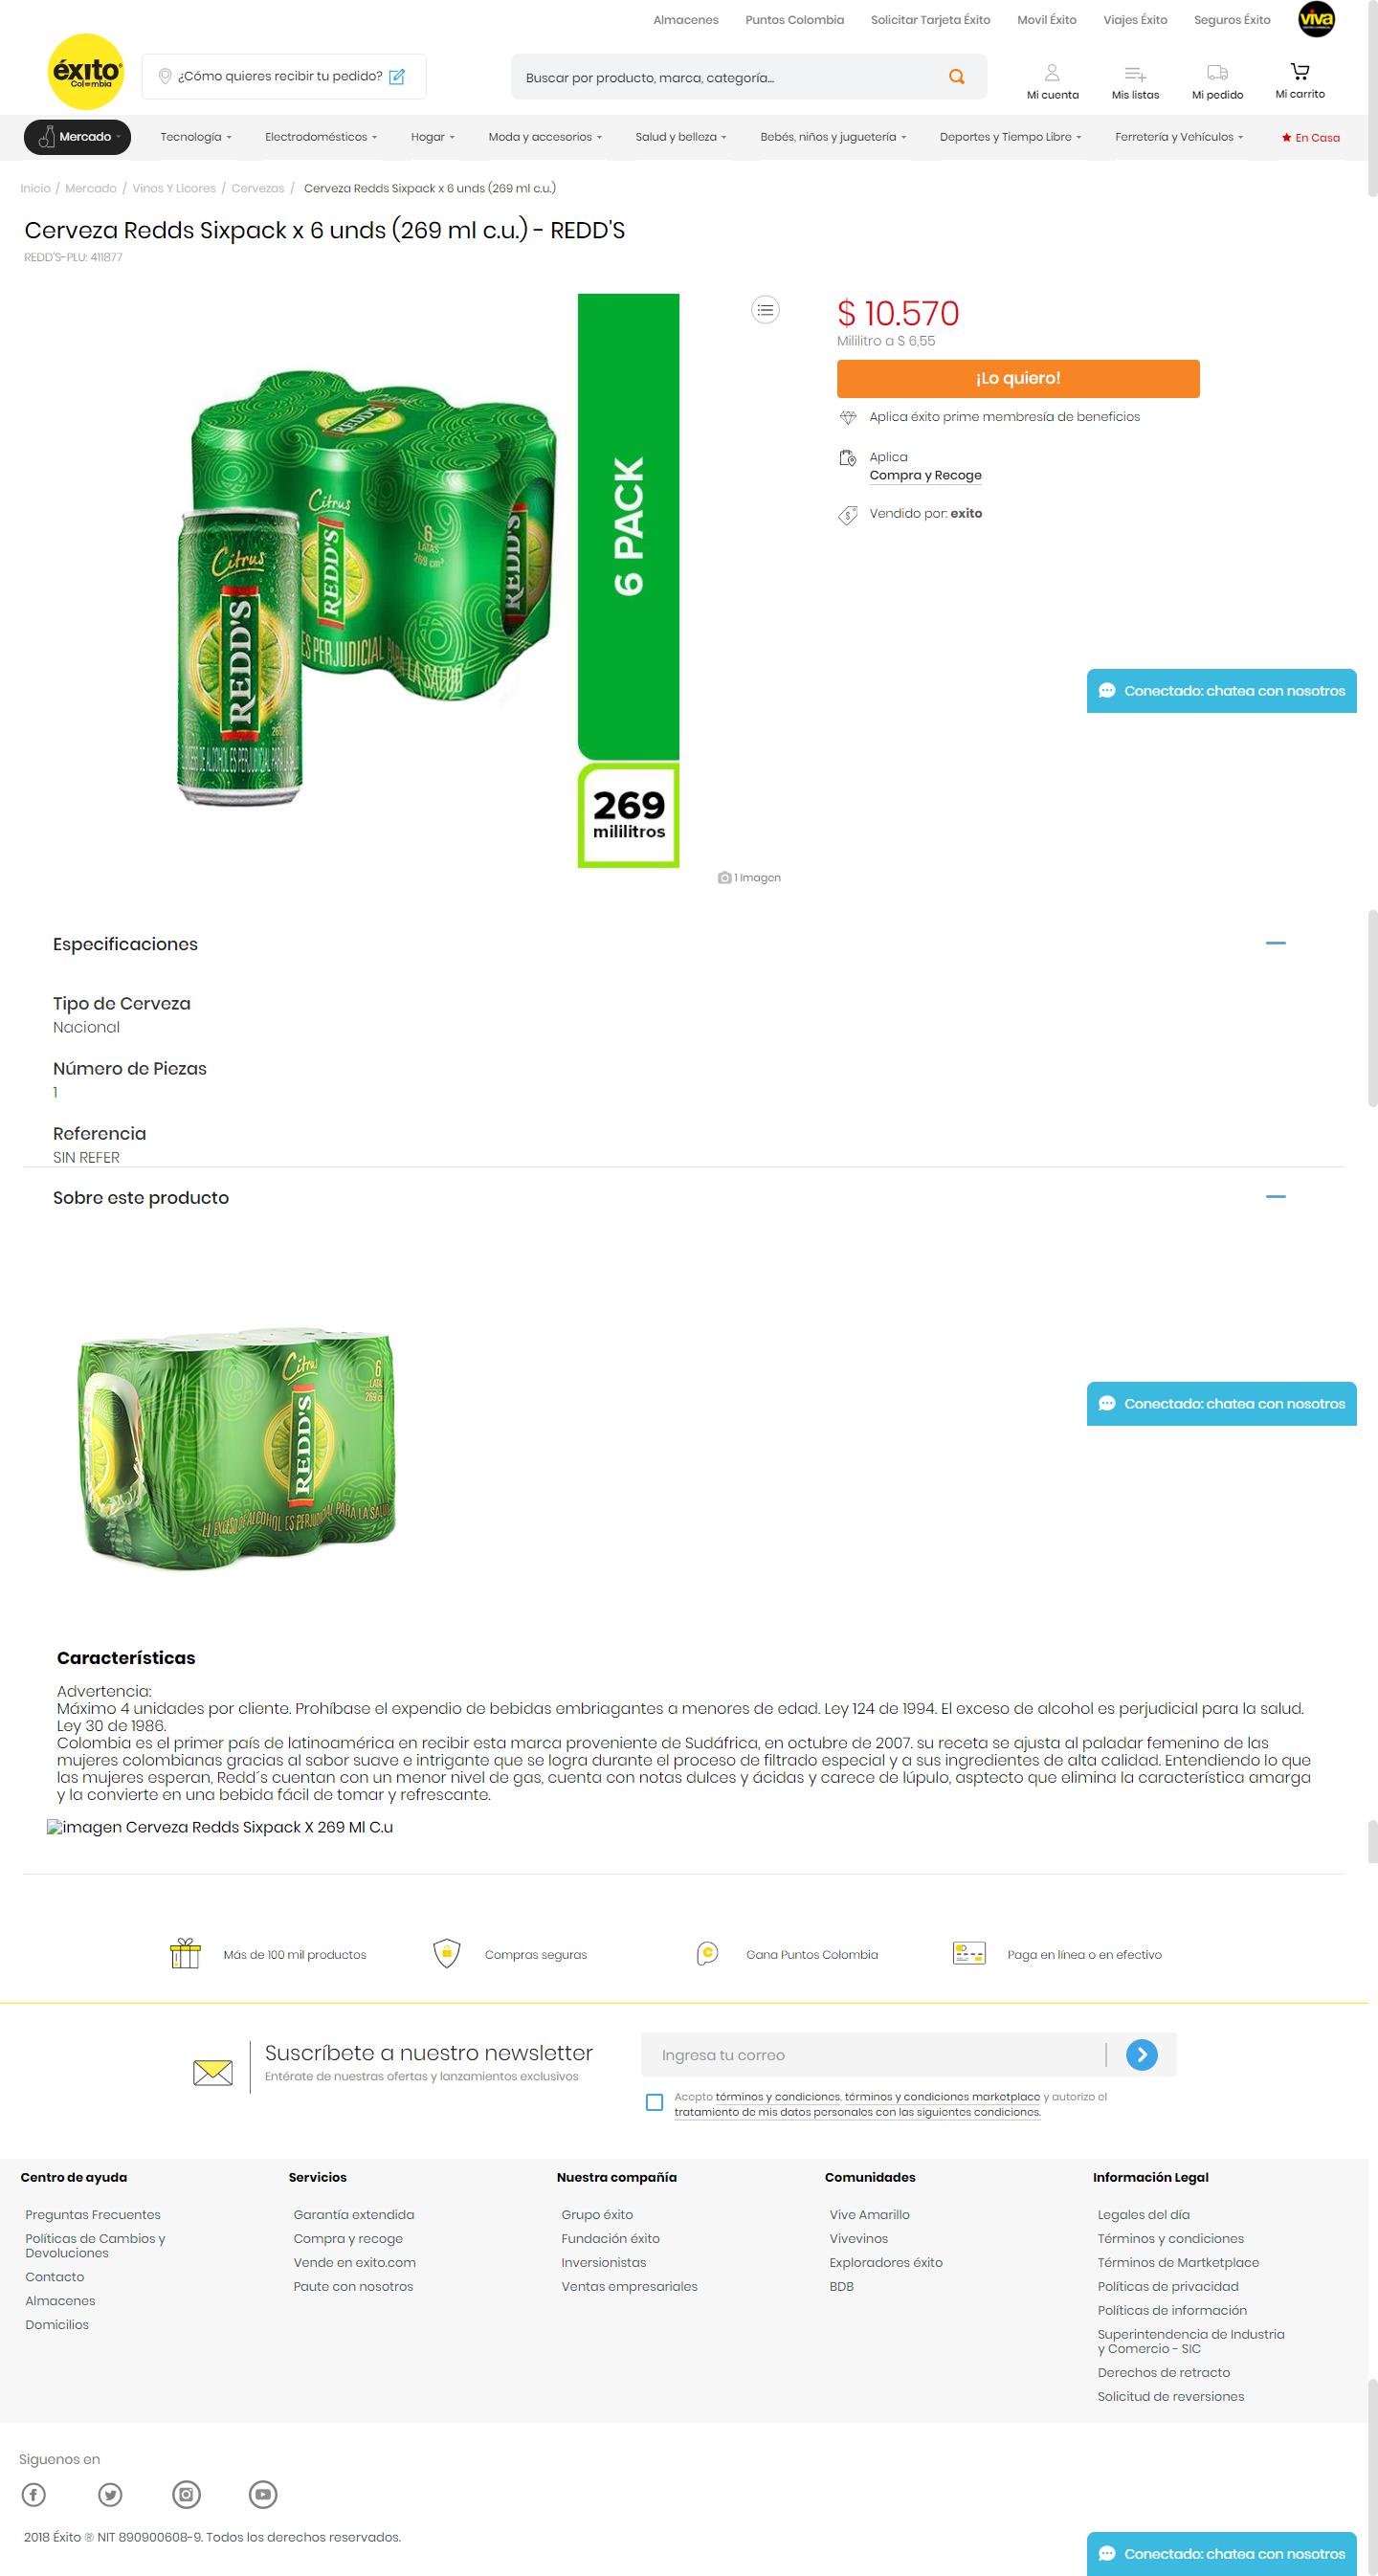 Almacenes Puntos Colombia Solicitar Tarjeta Éxito Movil Éxito Viajes Éxito Seguros Éxito viva
éxito
Colombia
¿Cómo quieres recibir tu pedido?
Buscar por producto, marca, categoría...
Mi cuenta Mis listas Mi pedido Mi carrito
Mercado Tecnología Electrodomésticos Hogar Moda y accesorios Salud y belleza Bebés, niños y juguetería Deportes y Tiempo Libre Ferretería y Vehículos En Casa
Inicio / Mercado / Vinos Y Licores / Cervezas / Cerveza Redds Sixpack x 6 unds (269 ml c.u.)
Cerveza Redds Sixpack x 6 unds (269 ml c.u.) - REDD'S
REDD'S-PLU: 411877
REDD'S
Citrus
REDD'S
6
LATAS
269 cm³
REDD'S
ES PERJUDICIAL PARA LA SALUD
Citrus
REDD'S
6 PACK
269
mililitros
1 Imagen
$ 10.570
Mililitro a $ 6,55
¡Lo quiero!
Aplica éxito prime membresía de beneficios
Aplica
Compra y Recoge
Vendido por: exito
Conectado: chatea con nosotros
Especificaciones
Tipo de Cerveza
Nacional
Número de Piezas
1
Referencia
SIN REFER
Sobre este producto
Citrus
REDD'S
6
LATAS
EL EXCESO DE ALCOHOL ES PERJUDICIAL PARA LA SALUD
Conectado: chatea con nosotros
Características
Advertencia:
Máximo 4 unidades por cliente. Prohíbase el expendio de bebidas embriagantes a menores de edad. Ley 124 de 1994. El exceso de alcohol es perjudicial para la salud.
Ley 30 de 1986.
Colombia es el primer país de latinoamérica en recibir esta marca proveniente de Sudáfrica, en octubre de 2007. su receta se ajusta al paladar femenino de las
mujeres colombianas gracias al sabor suave e intrigante que se logra durante el proceso de filtrado especial y a sus ingredientes de alta calidad. Entendiendo lo que
las mujeres esperan, Redd´s cuentan con un menor nivel de gas, cuenta con notas dulces y ácidas y carece de lúpulo, asptecto que elimina la característica amarga
y la convierte en una bebida fácil de tomar y refrescante.
imagen Cerveza Redds Sixpack X 269 Ml C.u
Más de 100 mil productos Compras seguras Gana Puntos Colombia Paga en línea o en efectivo
Suscríbete a nuestro newsletter
Entérate de nuestras ofertas y lanzamientos exclusivos
Ingresa tu correo
Acepto términos y condiciones, términos y condiciones marketplace y autorizo el
tratamiento de mis datos personales con las siguientes condiciones.
Centro de ayuda
Preguntas Frecuentes
Políticas de Cambios y
Devoluciones
Contacto
Almacenes
Domicilios
Servicios
Garantía extendida
Compra y recoge
Vende en exito.com
Paute con nosotros
Nuestra compañía
Grupo éxito
Fundación éxito
Inversionistas
Ventas empresariales
Comunidades
Vive Amarillo
Vivevinos
Exploradores éxito
BDB
Información Legal
Legales del día
Términos y condiciones
Términos de Martketplace
Políticas de privacidad
Políticas de información
Superintendencia de Industria
y Comercio - SIC
Derechos de retracto
Solicitud de reversiones
Siguenos en
2018 Éxito ® NIT 890900608-9. Todos los derechos reservados.
Conectado: chatea con nosotros